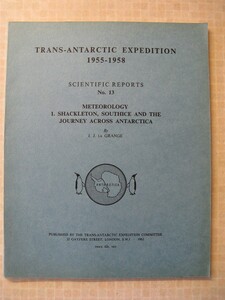 TRANS-ANTARCTIC EXPEDITION
1955-1958
SCIENTIFIC REPORTS
No. 13
METEOROLOGY
1. SHACKLETON, SOUTHICE AND THE
JOURNEY ACROSS ANTARCTICA
By
J. J. LA GRANGE
ANTARCTICA
PUBLISHED BY THE TRANS-ANTARCTIC EXPEDITION COMMITTEE